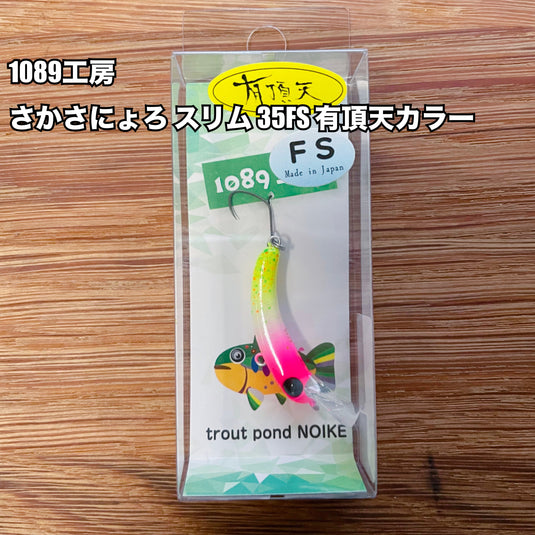 1089工房
さかさにょろ スリム 35FS 有頂天カラー
有頂天
FS
Made in Japan
1089
trout pond NOIKE